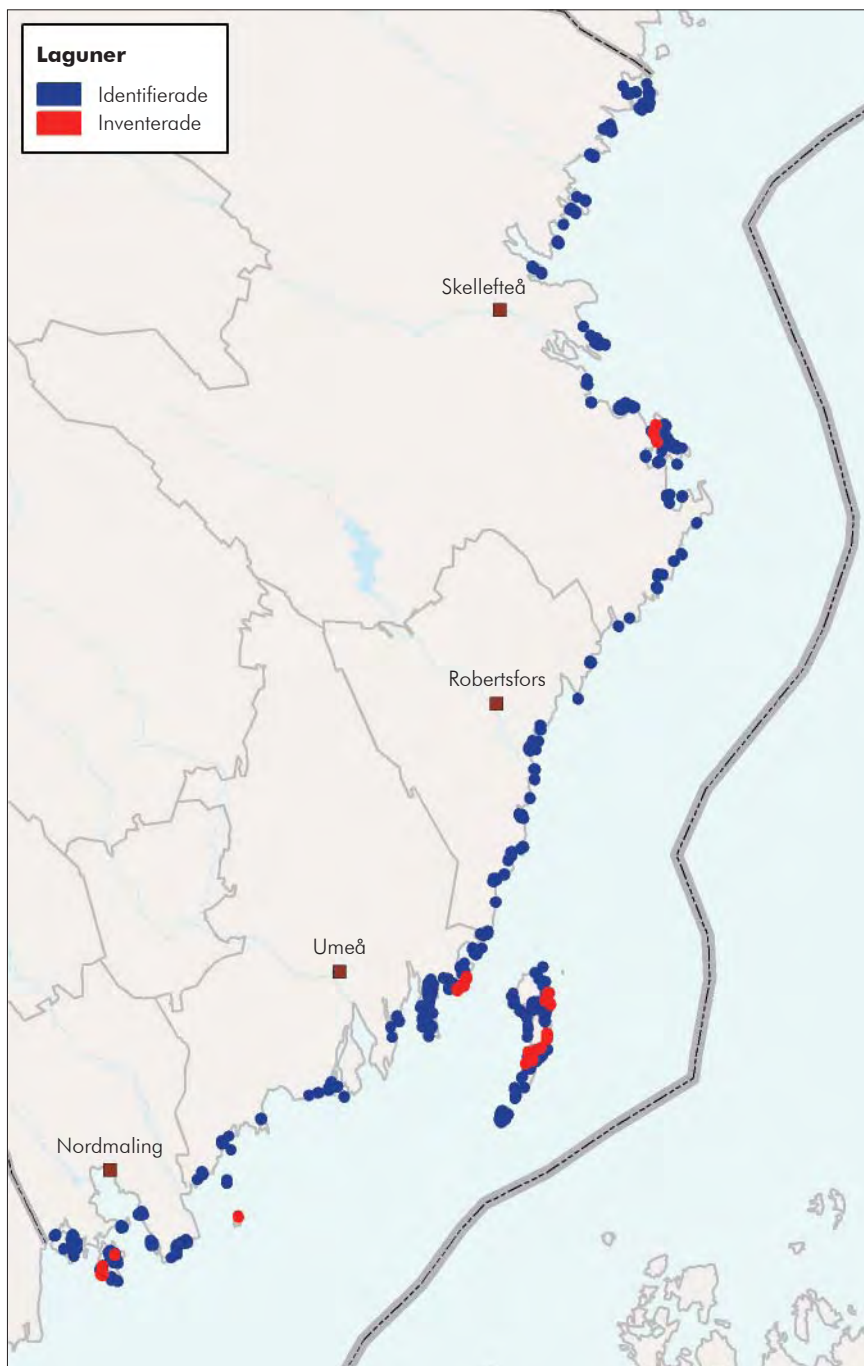 Laguner
Identifierade
Inventerade
Skellefteå
Robertsfors
Umeå
Nordmaling